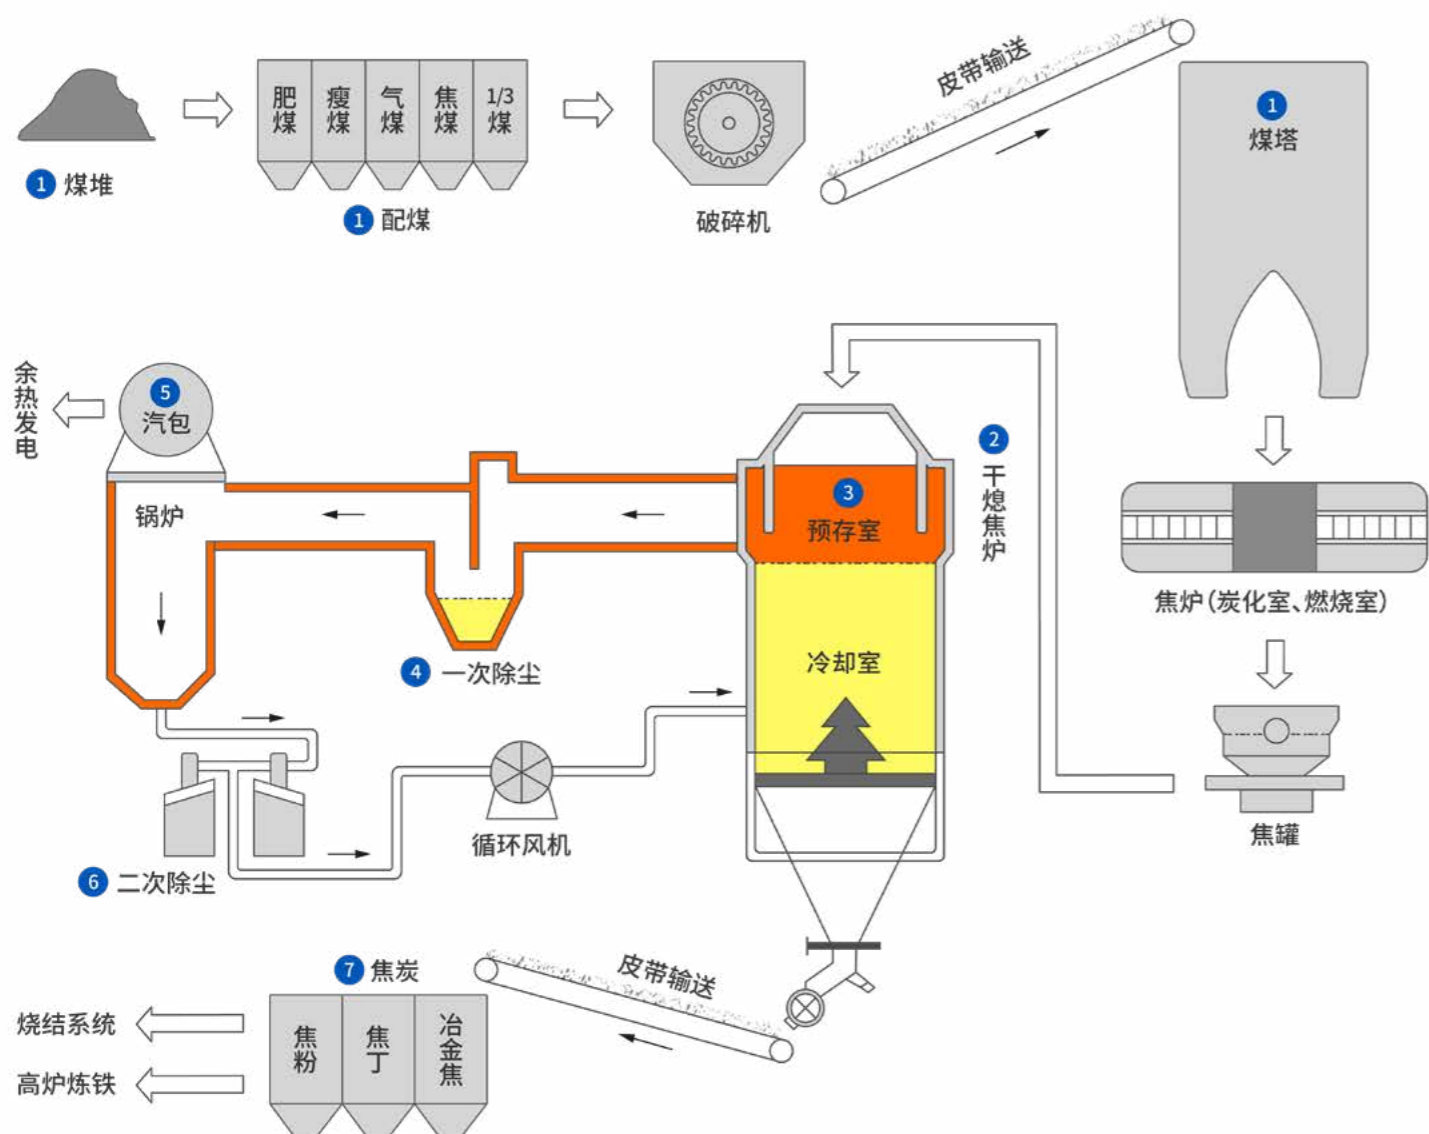 肥煤
瘦煤
气煤
焦煤
1/3煤
皮带输送
1 煤塔
1 煤堆
1 配煤
破碎机
余热发电
5 汽包
锅炉
2 干熄焦炉
3 预存室
焦炉(炭化室、燃烧室)
冷却室
4 一次除尘
循环风机
焦罐
6 二次除尘
7 焦炭
皮带输送
烧结系统
高炉炼铁
焦粉
焦丁
冶金焦